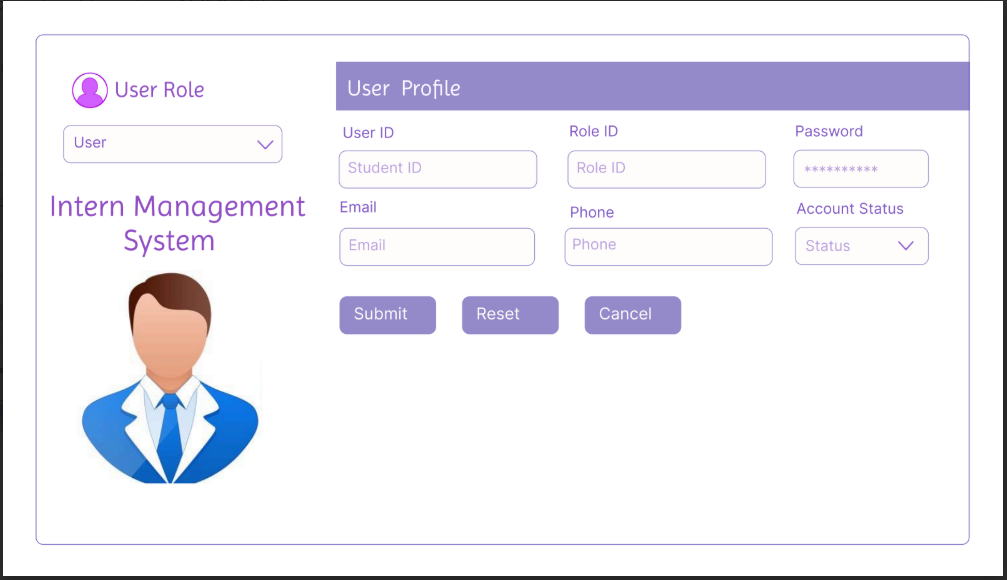 User Role
User
Intern Management
System
User Profile
User ID
Role ID
Password
Student ID
Role ID
**********
Email
Phone
Account Status
Email
Phone
Status
Submit
Reset
Cancel